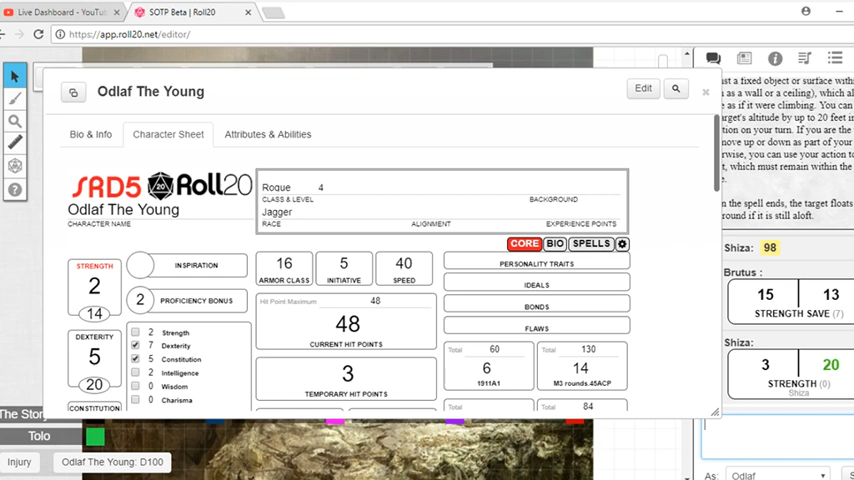 Live Dashboard - YouTu
SOTP Beta | Roll20
https://app.roll20.net/editor/
Odlaf The Young
Edit
Bio & Info
Character Sheet
Attributes & Abilities
SRD5 20 Roll20
Odlaf The Young
CHARACTER NAME
Rogue 4
CLASS & LEVEL BACKGROUND
Jagger
RACE ALIGNMENT EXPERIENCE POINTS
CORE BIO SPELLS
STRENGTH
2
14
DEXTERITY
5
20
CONSTITUTION
INSPIRATION
2 PROFICIENCY BONUS
2 Strength
7 Dexterity
5 Constitution
2 Intelligence
0 Wisdom
0 Charisma
16
ARMOR CLASS
5
INITIATIVE
40
SPEED
Hit Point Maximum 48
48
CURRENT HIT POINTS
3
TEMPORARY HIT POINTS
PERSONALITY TRAITS
IDEALS
BONDS
FLAWS
Total 60
6
1911A1
Total 130
14
M3 rounds.45ACP
Total 84
st a fixed object or surface within
as a wall or a ceiling), which al
e as if it were climbing. You can
rget's altitude by up to 20 feet in
ion on your turn. If you are the
move up or down as part of your
rwise, you can use your action to
, which must remain within the
e.
n the spell ends, the target floats
round if it is still aloft.
Shiza: 98
Brutus :
15 13
STRENGTH SAVE (7)
Shiza:
3 20
STRENGTH (0)
Shiza
As: Odlaf
The Story
Tolo
Injury
Odlaf The Young: D100